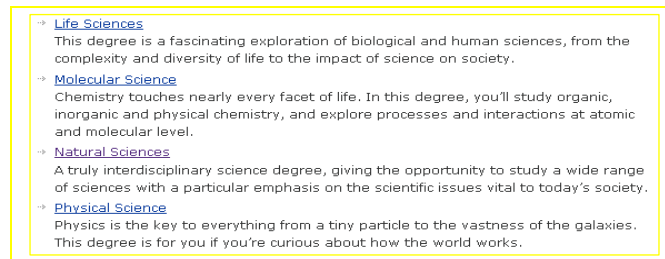 Life Sciences
This degree is a fascinating exploration of biological and human sciences, from the
complexity and diversity of life to the impact of science on society.
Molecular Science
Chemistry touches nearly every facet of life. In this degree, you'll study organic,
inorganic and physical chemistry, and explore processes and interactions at atomic
and molecular level.
Natural Sciences
A truly interdisciplinary science degree, giving the opportunity to study a wide range
of sciences with a particular emphasis on the scientific issues vital to today's society.
Physical Science
Physics is the key to everything from a tiny particle to the vastness of the galaxies.
This degree is for you if you're curious about how the world works.